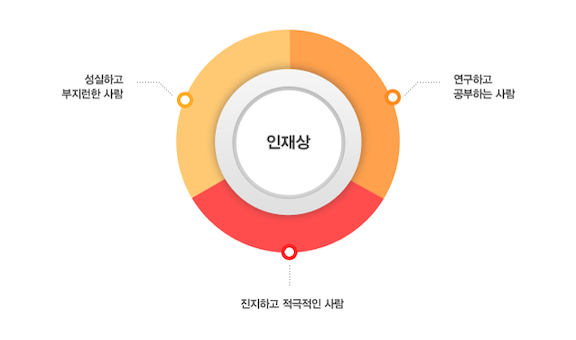 성실하고
부지런한 사람
연구하고
공부하는 사람
인재상
진지하고 적극적인 사람